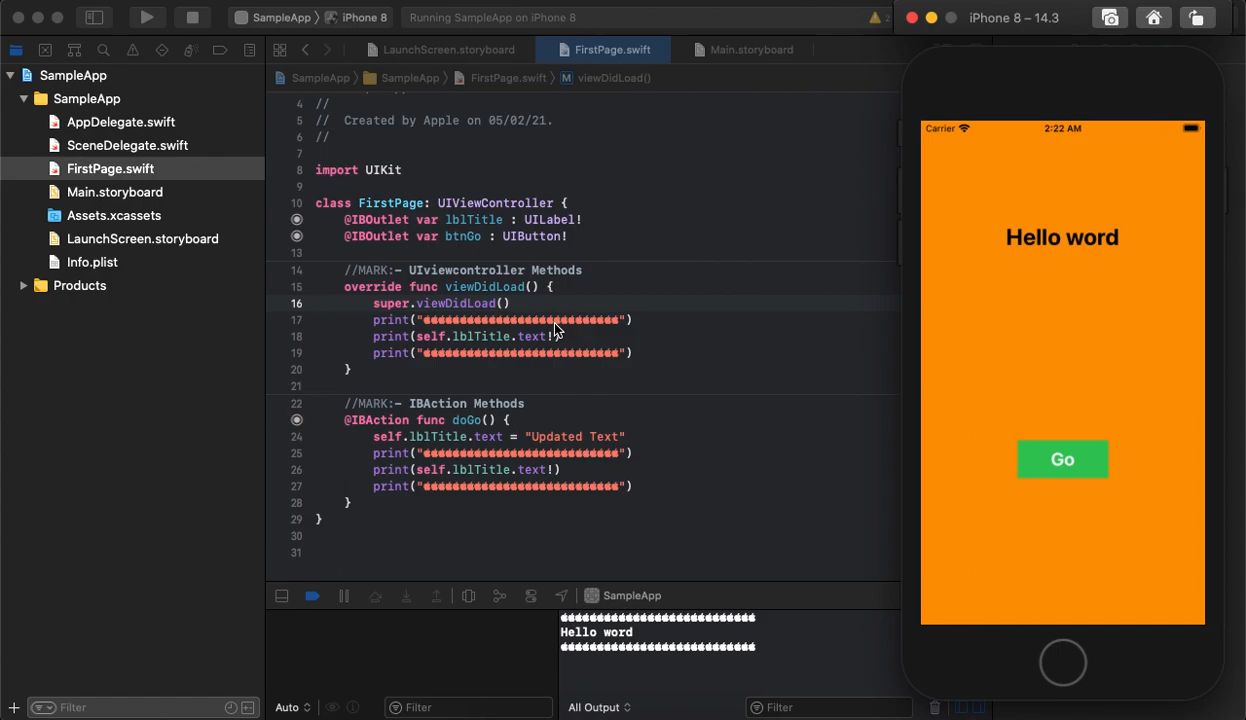 SampleApp 〉 iPhone 8
Running SampleApp on iPhone 8
2
iPhone 8 – 14.3
LaunchScreen.storyboard
FirstPage.swift
Main.storyboard
SampleApp 〉 SampleApp 〉 FirstPage.swift 〉 M viewDidLoad()
SampleApp
SampleApp
AppDelegate.swift
SceneDelegate.swift
FirstPage.swift
Main.storyboard
Assets.xcassets
LaunchScreen.storyboard
Info.plist
Products
4 //
5 //  Created by Apple on 05/02/21.
6 //
7
8 import UIKit
9
10 class FirstPage: UIViewController {
@IBOutlet var lblTitle : UILabel!
@IBOutlet var btnGo : UIButton!
13
14 //MARK:- UIviewcontroller Methods
15 override func viewDidLoad() {
16 super.viewDidLoad()
17 print("")
18 print(self.lblTitle.text!)
19 print("")
20 }
21
22 //MARK:- IBAction Methods
@IBAction func doGo() {
24 self.lblTitle.text = "Updated Text"
25 print("")
26 print(self.lblTitle.text!)
27 print("")
28 }
29 }
30
31
SampleApp
Hello word
Filter
Auto
Filter
All Output
Filter
Carrier
2:22 AM
Hello word
Go